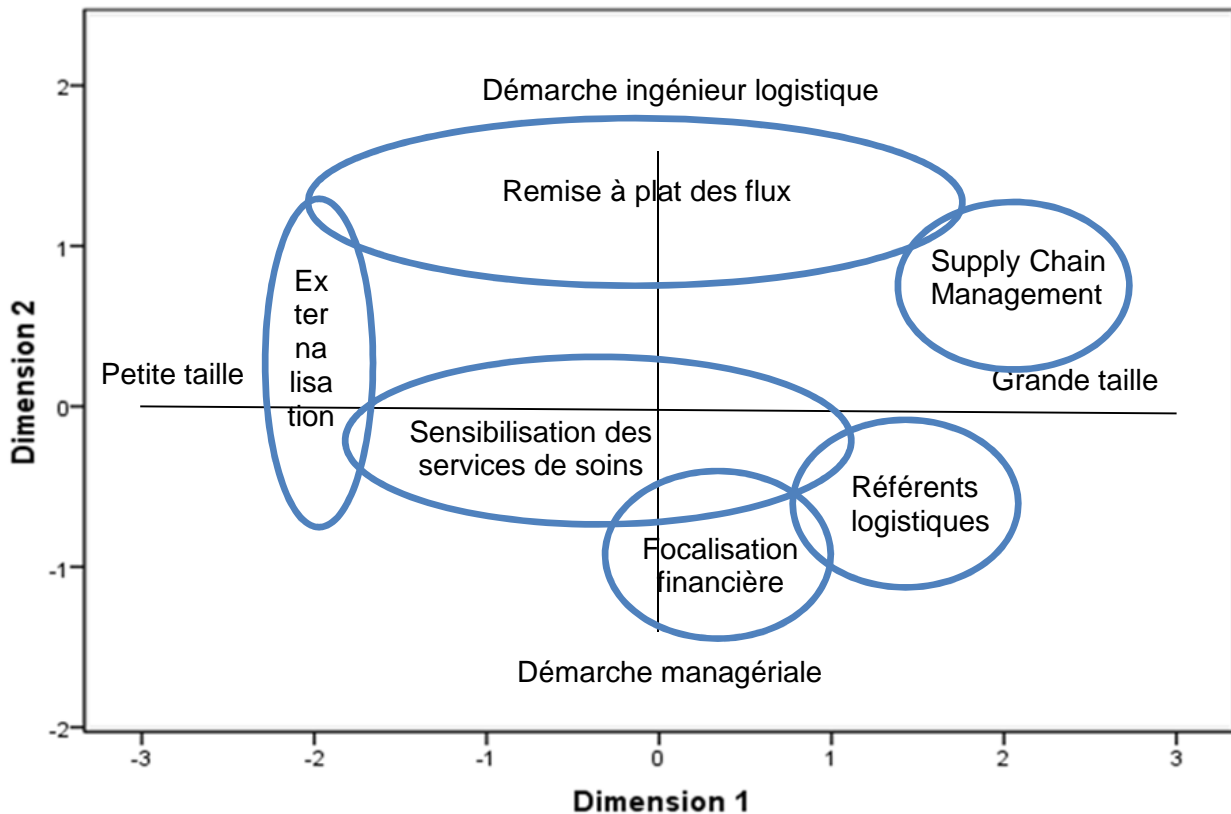 Démarche ingénieur logistique
Remise à plat des flux
Supply Chain
Management
Ex
ter
na
lisa
tion
Petite taille
Grande taille
Sensibilisation des
services de soins
Référents
logistiques
Focalisation
financière
Démarche managériale
Dimension 2
2
1
0
-1
-2
-3
-2
-1
0
1
2
3
Dimension 1